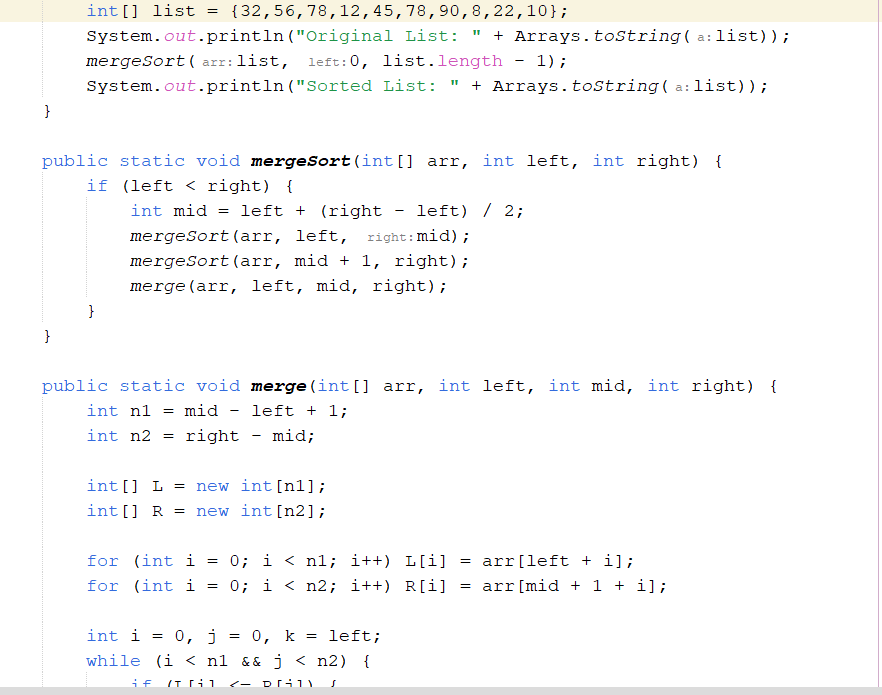 int[] list = {32,56,78,12,45,78,90,8,22,10};
System.out.println("Original List: " + Arrays.toString( a: list));
mergeSort( arr: list,  left: 0, list.length - 1);
System.out.println("Sorted List: " + Arrays.toString( a: list));
}
public static void mergeSort(int[] arr, int left, int right) {
if (left < right) {
int mid = left + (right - left) / 2;
mergeSort(arr, left,  right: mid);
mergeSort(arr, mid + 1, right);
merge(arr, left, mid, right);
}
}
public static void merge(int[] arr, int left, int mid, int right) {
int n1 = mid - left + 1;
int n2 = right - mid;
int[] L = new int[n1];
int[] R = new int[n2];
for (int i = 0; i < n1; i++) L[i] = arr[left + i];
for (int i = 0; i < n2; i++) R[i] = arr[mid + 1 + i];
int i = 0, j = 0, k = left;
while (i < n1 && j < n2) {
if (L[i] <= R[j]) {